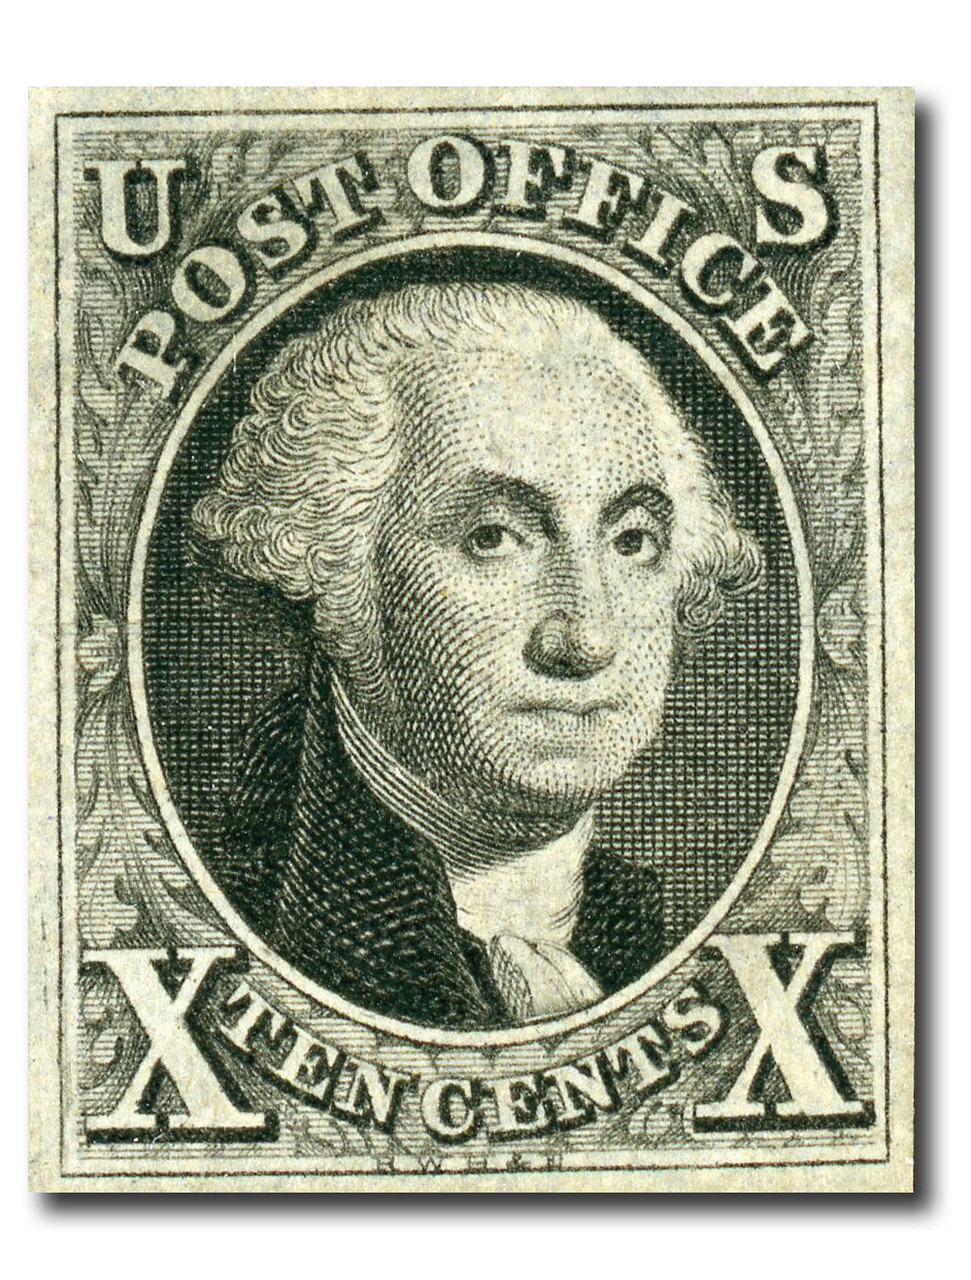 U S
POST OFFICE
X X
TEN CENTS
R W H & E